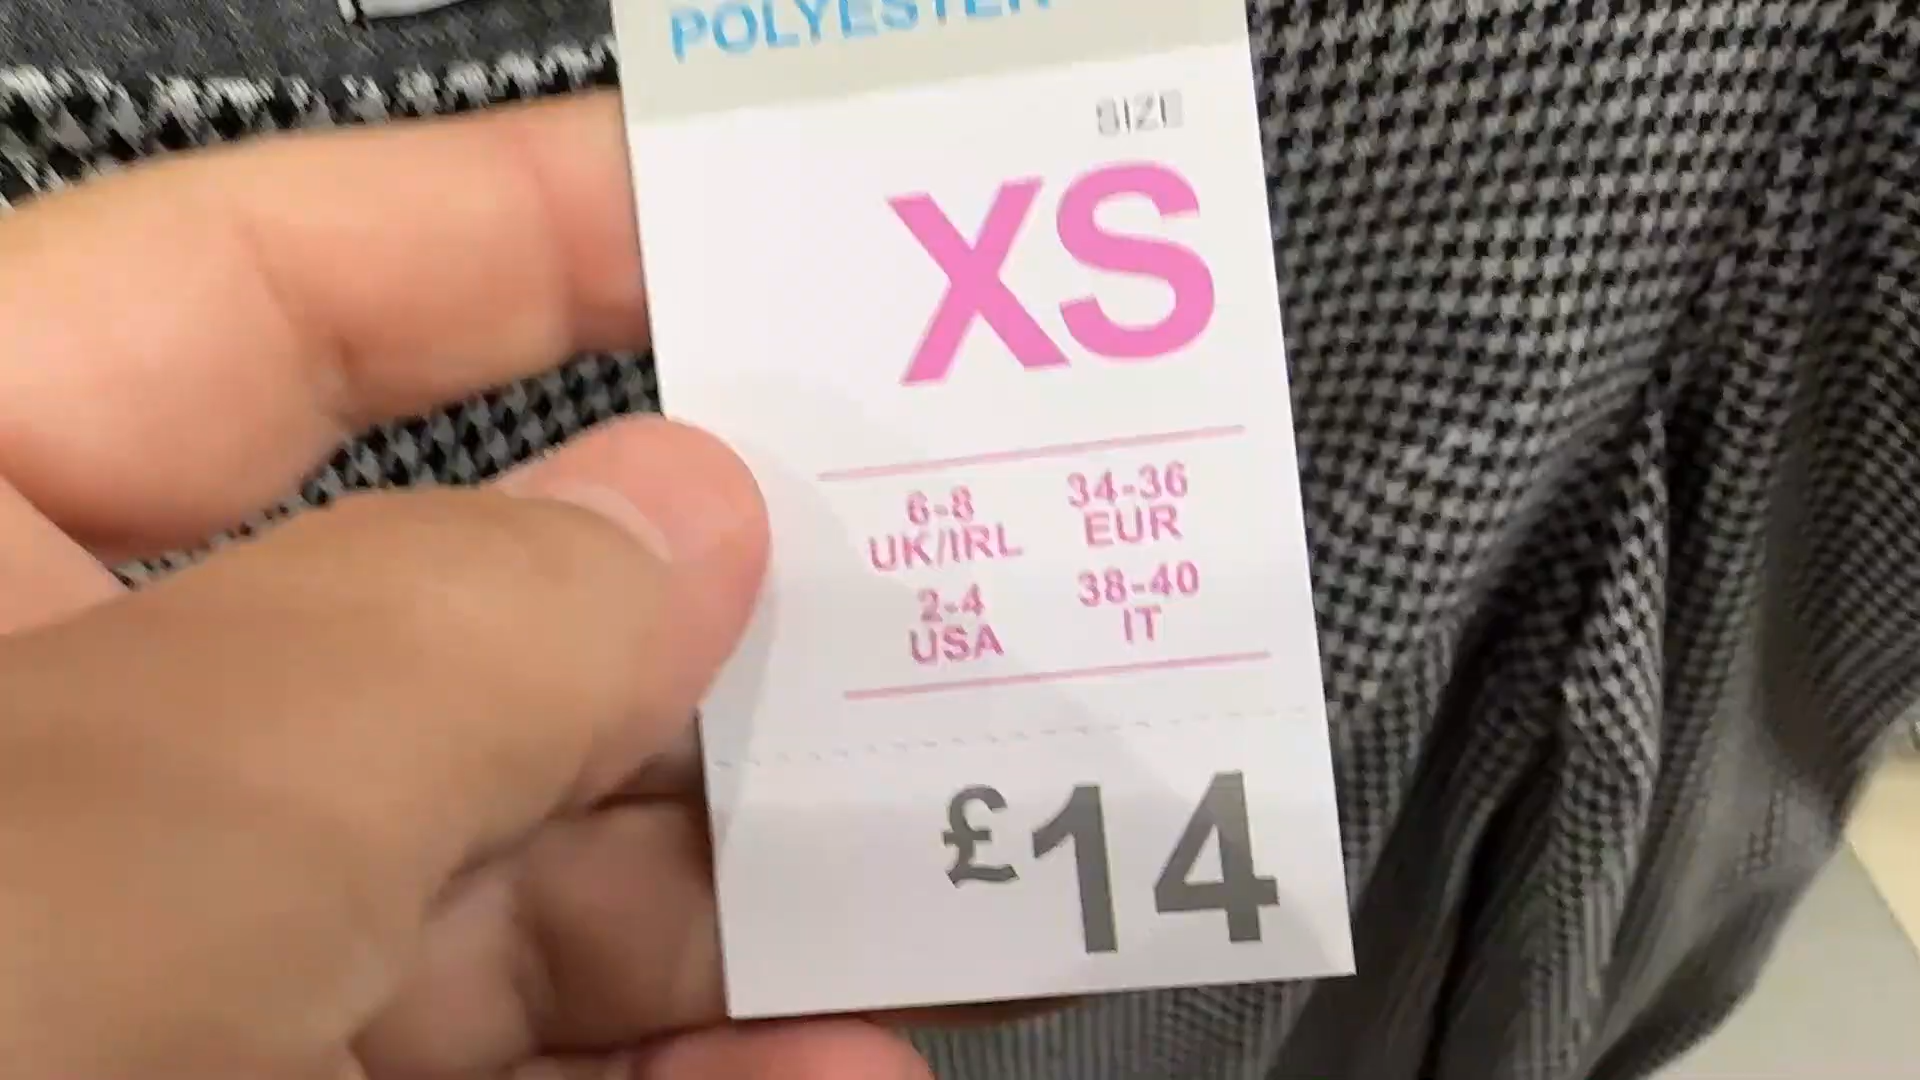 POLYESTER
SIZE
XS
6-8 34-36
UK/IRL EUR
2-4 38-40
USA IT
£14